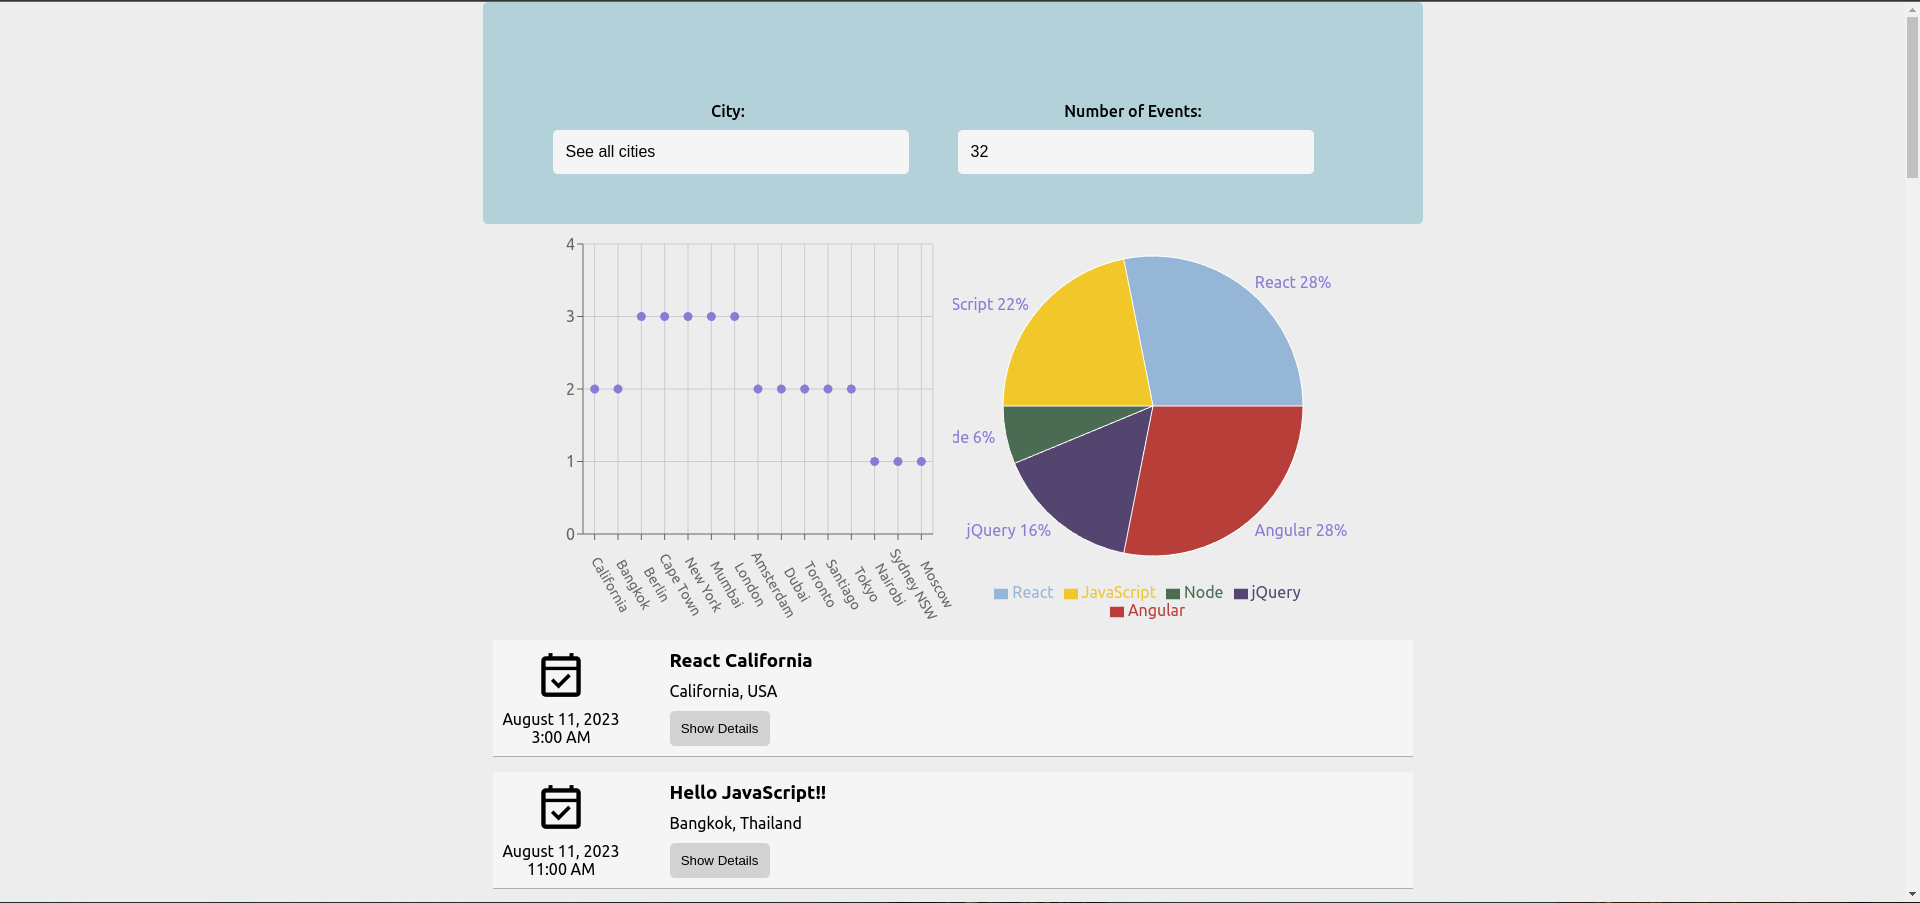 City:
Number of Events:
See all cities
32
4
3
2
1
0
California
Bangkok
Berlin
Cape Town
New York
Mumbai
London
Amsterdam
Dubai
Toronto
Santiago
Tokyo
Nairobi
Sydney NSW
Moscow
React 28%
Script 22%
de 6%
jQuery 16%
Angular 28%
React JavaScript Node jQuery
Angular
React California
California, USA
Show Details
August 11, 2023
3:00 AM
Hello JavaScript!!
Bangkok, Thailand
Show Details
August 11, 2023
11:00 AM